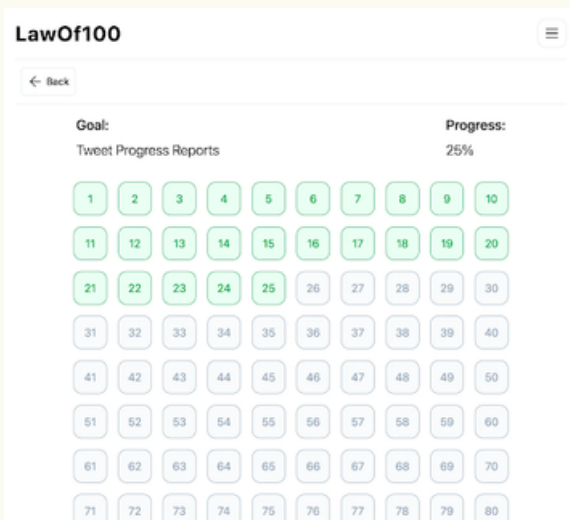 LawOf100
← Back
Goal: Progress:
Tweet Progress Reports 25%
1 2 3 4 5 6 7 8 9 10
11 12 13 14 15 16 17 18 19 20
21 22 23 24 25 26 27 28 29 30
31 32 33 34 35 36 37 38 39 40
41 42 43 44 45 46 47 48 49 50
51 52 53 54 55 56 57 58 59 60
61 62 63 64 65 66 67 68 69 70
71 72 73 74 75 76 77 78 79 80